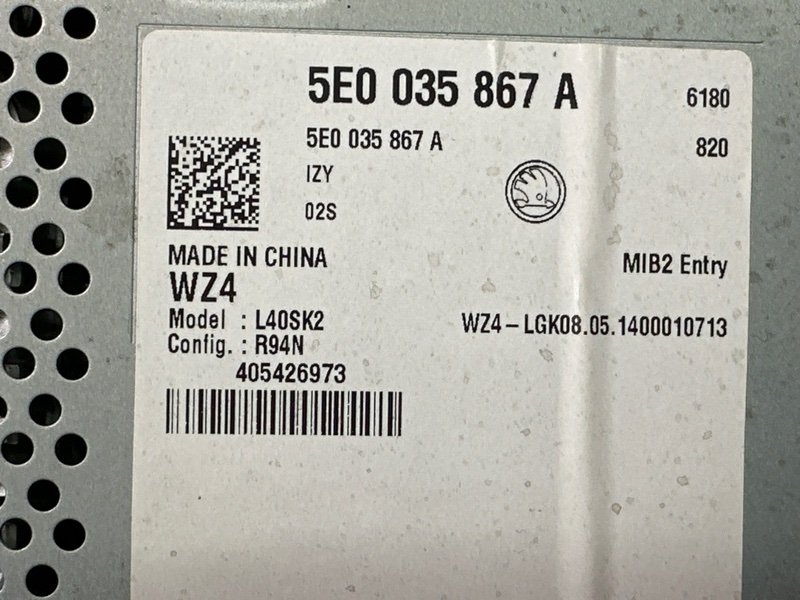 5E0 035 867 A
6180
5E0 035 867 A
820
IZY
02S
MADE IN CHINA
MIB2 Entry
WZ4
Model : L40SK2
WZ4-LGK08.05.1400010713
Config. : R94N
405426973